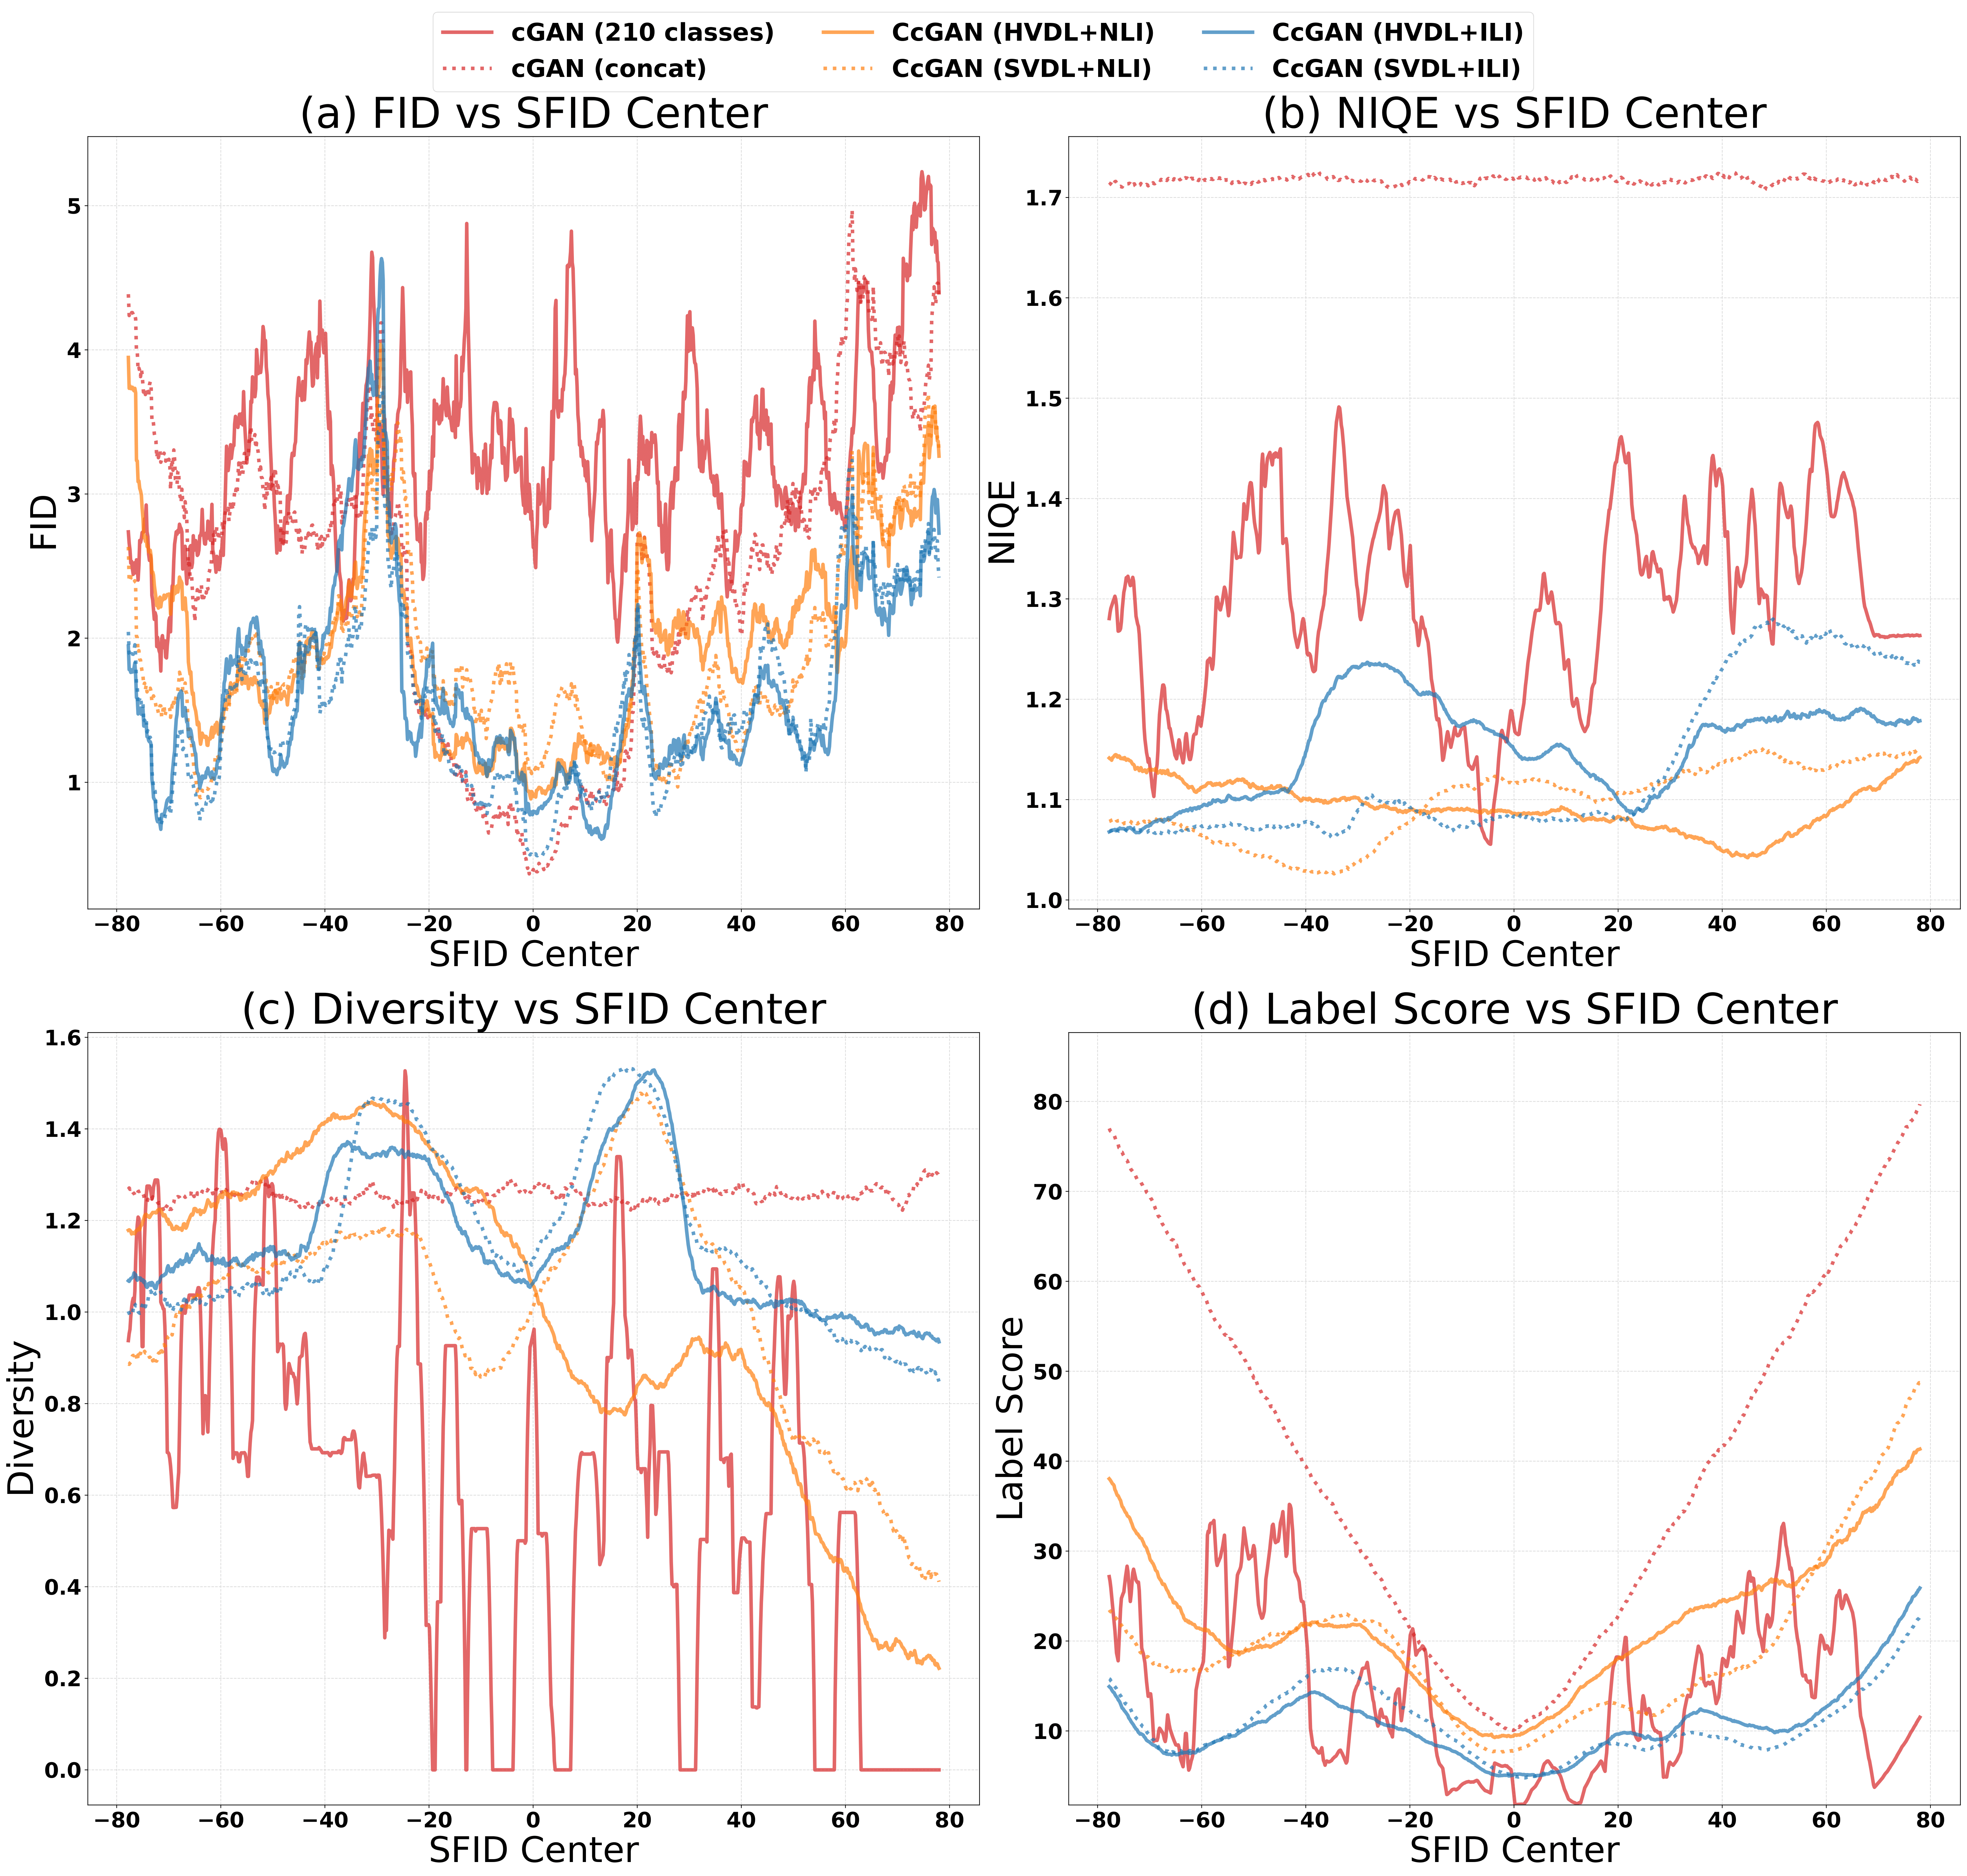 cGAN (210 classes) CcGAN (HVDL+NLI) CcGAN (HVDL+ILI)
cGAN (concat) CcGAN (SVDL+NLI) CcGAN (SVDL+ILI)
(a) FID vs SFID Center
5
4
3
2
1
FID
−80 −60 −40 −20 0 20 40 60 80
SFID Center
(b) NIQE vs SFID Center
1.7
1.6
1.5
1.4
1.3
1.2
1.1
1.0
NIQE
−80 −60 −40 −20 0 20 40 60 80
SFID Center
(c) Diversity vs SFID Center
1.6
1.4
1.2
1.0
0.8
0.6
0.4
0.2
0.0
Diversity
−80 −60 −40 −20 0 20 40 60 80
SFID Center
(d) Label Score vs SFID Center
80
70
60
50
40
30
20
10
Label Score
−80 −60 −40 −20 0 20 40 60 80
SFID Center